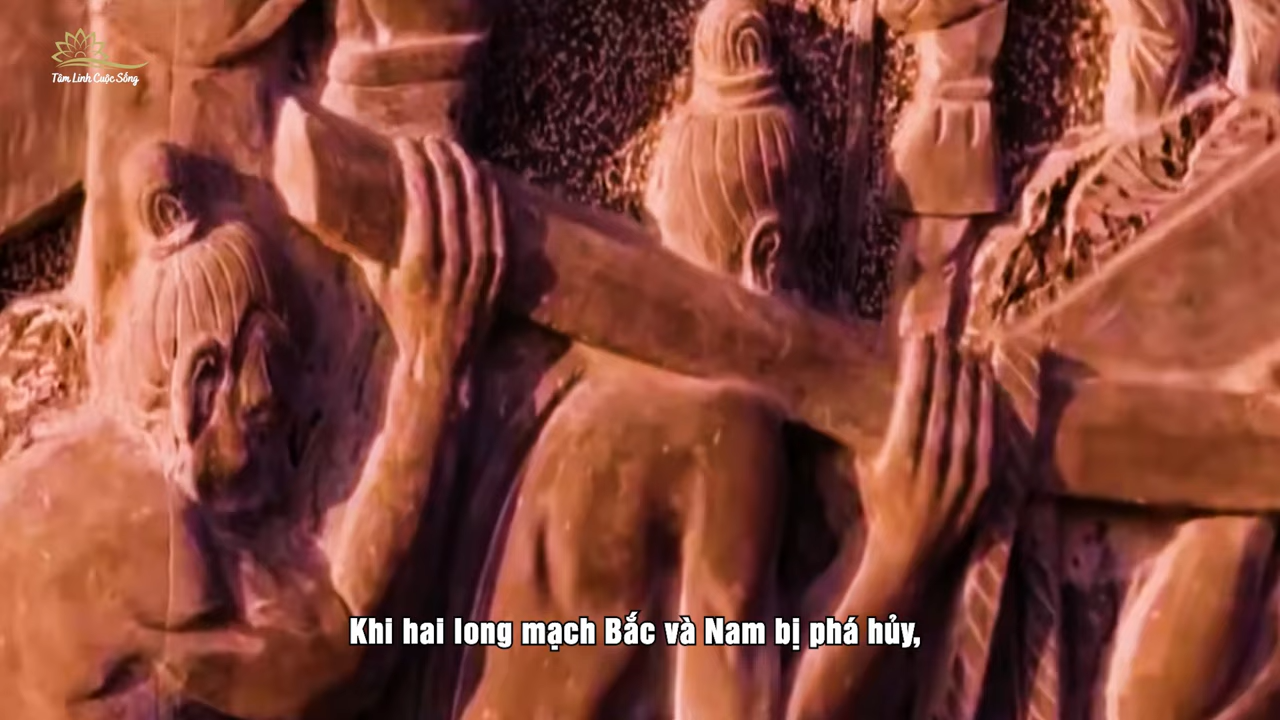 Tâm Linh Cuộc Sống
Khi hai long mạch Bắc và Nam bị phá hủy,